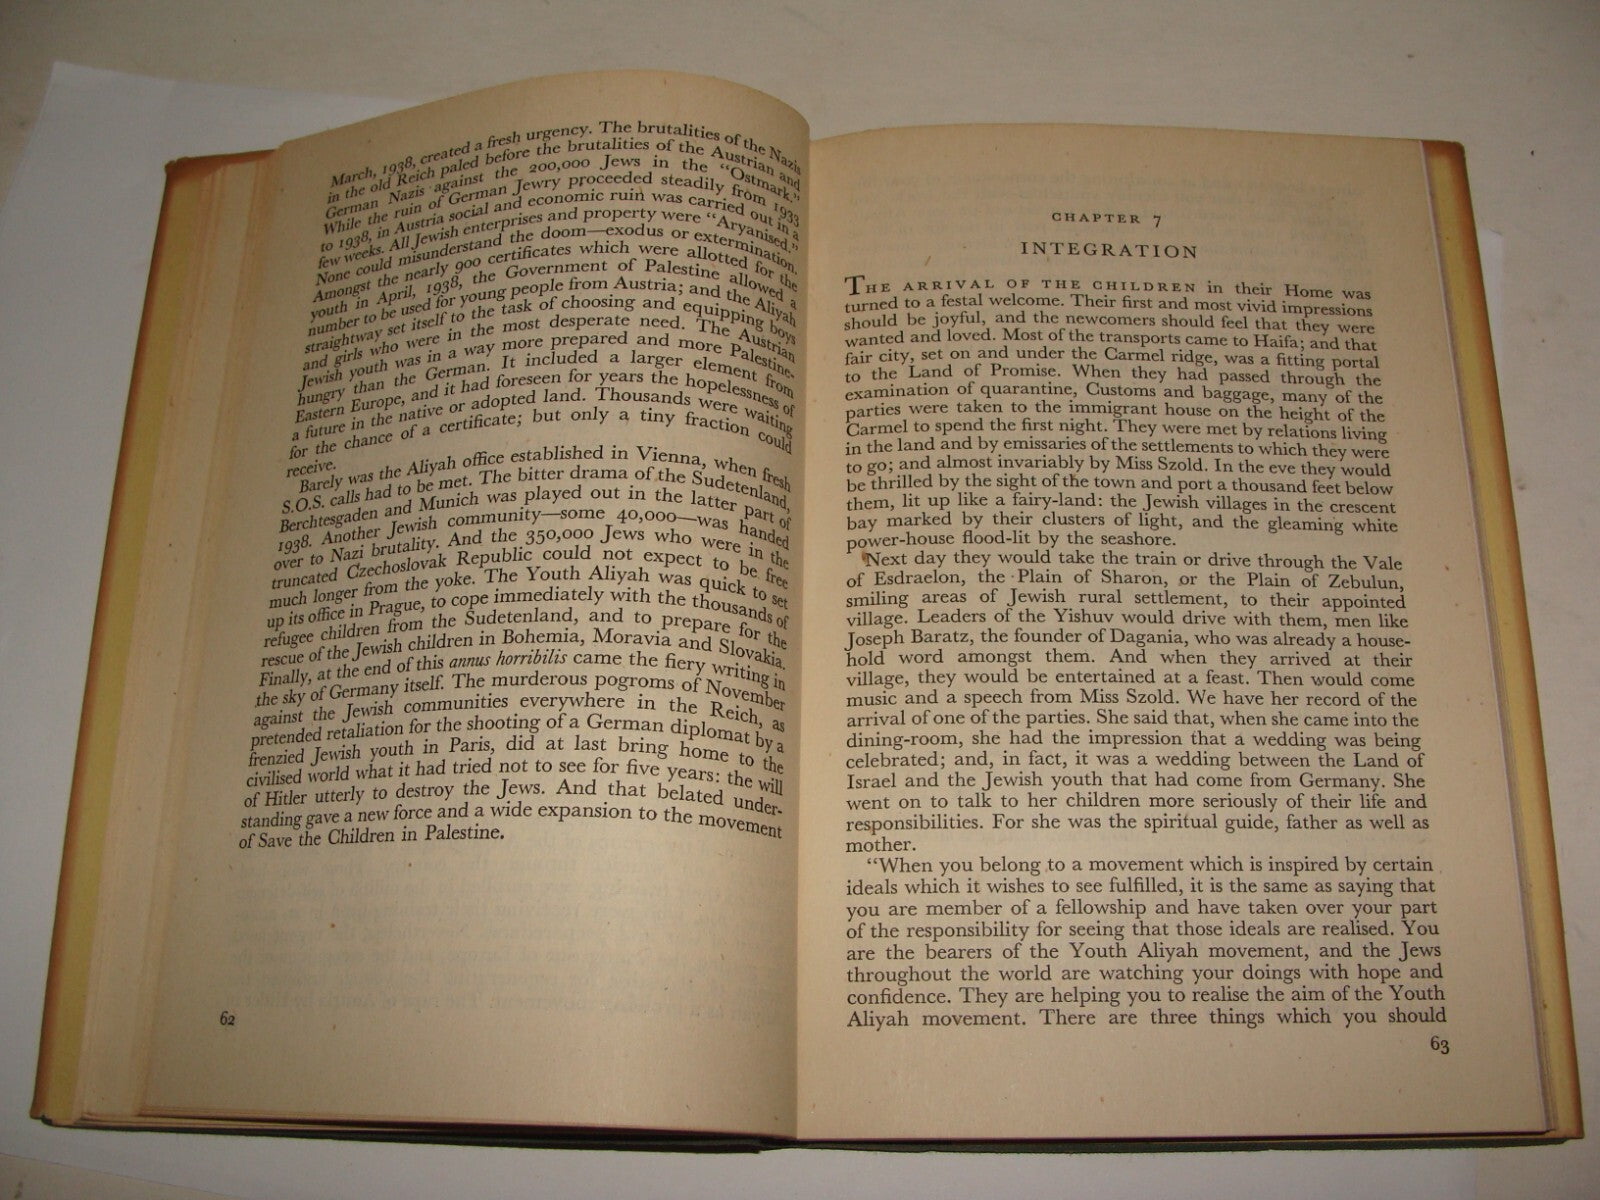 March, 1938, created a fresh urgency. The brutalities of the Nazis
in the old Reich paled before the brutalities of the Austrian and
German Nazis against the 200,000 Jews in the "Ostmark."
While the ruin of German Jewry proceeded steadily from 1933
to 1938, in Austria social and economic ruin was carried out in a
few weeks. All Jewish enterprises and property were "Aryanised."
None could misunderstand the doom—exodus or extermination.
Amongst the nearly 900 certificates which were allotted for the
youth in April, 1938, the Government of Palestine allowed a
number to be used for young people from Austria; and the Aliyah
straightway set itself to the task of choosing and equipping boys
and girls who were in the most desperate need. The Austrian
Jewish youth was in a way more prepared and more Palestine-
hungry than the German. It included a larger element from
Eastern Europe, and it had foreseen for years the hopelessness of
a future in the native or adopted land. Thousands were waiting
for the chance of a certificate; but only a tiny fraction could
receive.
Barely was the Aliyah office established in Vienna, when fresh
S.O.S. calls had to be met. The bitter drama of the Sudetenland,
Berchtesgaden and Munich was played out in the latter part of
1938. Another Jewish community—some 40,000—was handed
over to Nazi brutality. And the 350,000 Jews who were in the
truncated Czechoslovak Republic could not expect to be free
much longer from the yoke. The Youth Aliyah was quick to set
up its office in Prague, to cope immediately with the thousands of
refugee children from the Sudetenland, and to prepare for the
rescue of the Jewish children in Bohemia, Moravia and Slovakia.
Finally, at the end of this annus horribilis came the fiery writing in
the sky of Germany itself. The murderous pogroms of November
against the Jewish communities everywhere in the Reich, as
pretended retaliation for the shooting of a German diplomat by a
frenzied Jewish youth in Paris, did at last bring home to the
civilised world what it had tried not to see for five years: the will
of Hitler utterly to destroy the Jews. And that belated under-
standing gave a new force and a wide expansion to the movement
of Save the Children in Palestine.
62
CHAPTER 7
INTEGRATION
THE ARRIVAL OF THE CHILDREN in their Home was
turned to a festal welcome. Their first and most vivid impressions
should be joyful, and the newcomers should feel that they were
wanted and loved. Most of the transports came to Haifa; and that
fair city, set on and under the Carmel ridge, was a fitting portal
to the Land of Promise. When they had passed through the
examination of quarantine, Customs and baggage, many of the
parties were taken to the immigrant house on the height of the
Carmel to spend the first night. They were met by relations living
in the land and by emissaries of the settlements to which they were
to go; and almost invariably by Miss Szold. In the eve they would
be thrilled by the sight of the town and port a thousand feet below
them, lit up like a fairy-land: the Jewish villages in the crescent
bay marked by their clusters of light, and the gleaming white
power-house flood-lit by the seashore.
Next day they would take the train or drive through the Vale
of Esdraelon, the Plain of Sharon, or the Plain of Zebulun,
smiling areas of Jewish rural settlement, to their appointed
village. Leaders of the Yishuv would drive with them, men like
Joseph Baratz, the founder of Dagania, who was already a house-
hold word amongst them. And when they arrived at their
village, they would be entertained at a feast. Then would come
music and a speech from Miss Szold. We have her record of the
arrival of one of the parties. She said that, when she came into the
dining-room, she had the impression that a wedding was being
celebrated; and, in fact, it was a wedding between the Land of
Israel and the Jewish youth that had come from Germany. She
went on to talk to her children more seriously of their life and
responsibilities. For she was the spiritual guide, father as well as
mother.
"When you belong to a movement which is inspired by certain
ideals which it wishes to see fulfilled, it is the same as saying that
you are member of a fellowship and have taken over your part
of the responsibility for seeing that those ideals are realised. You
are the bearers of the Youth Aliyah movement, and the Jews
throughout the world are watching your doings with hope and
confidence. They are helping you to realise the aim of the Youth
Aliyah movement. There are three things which you should
63